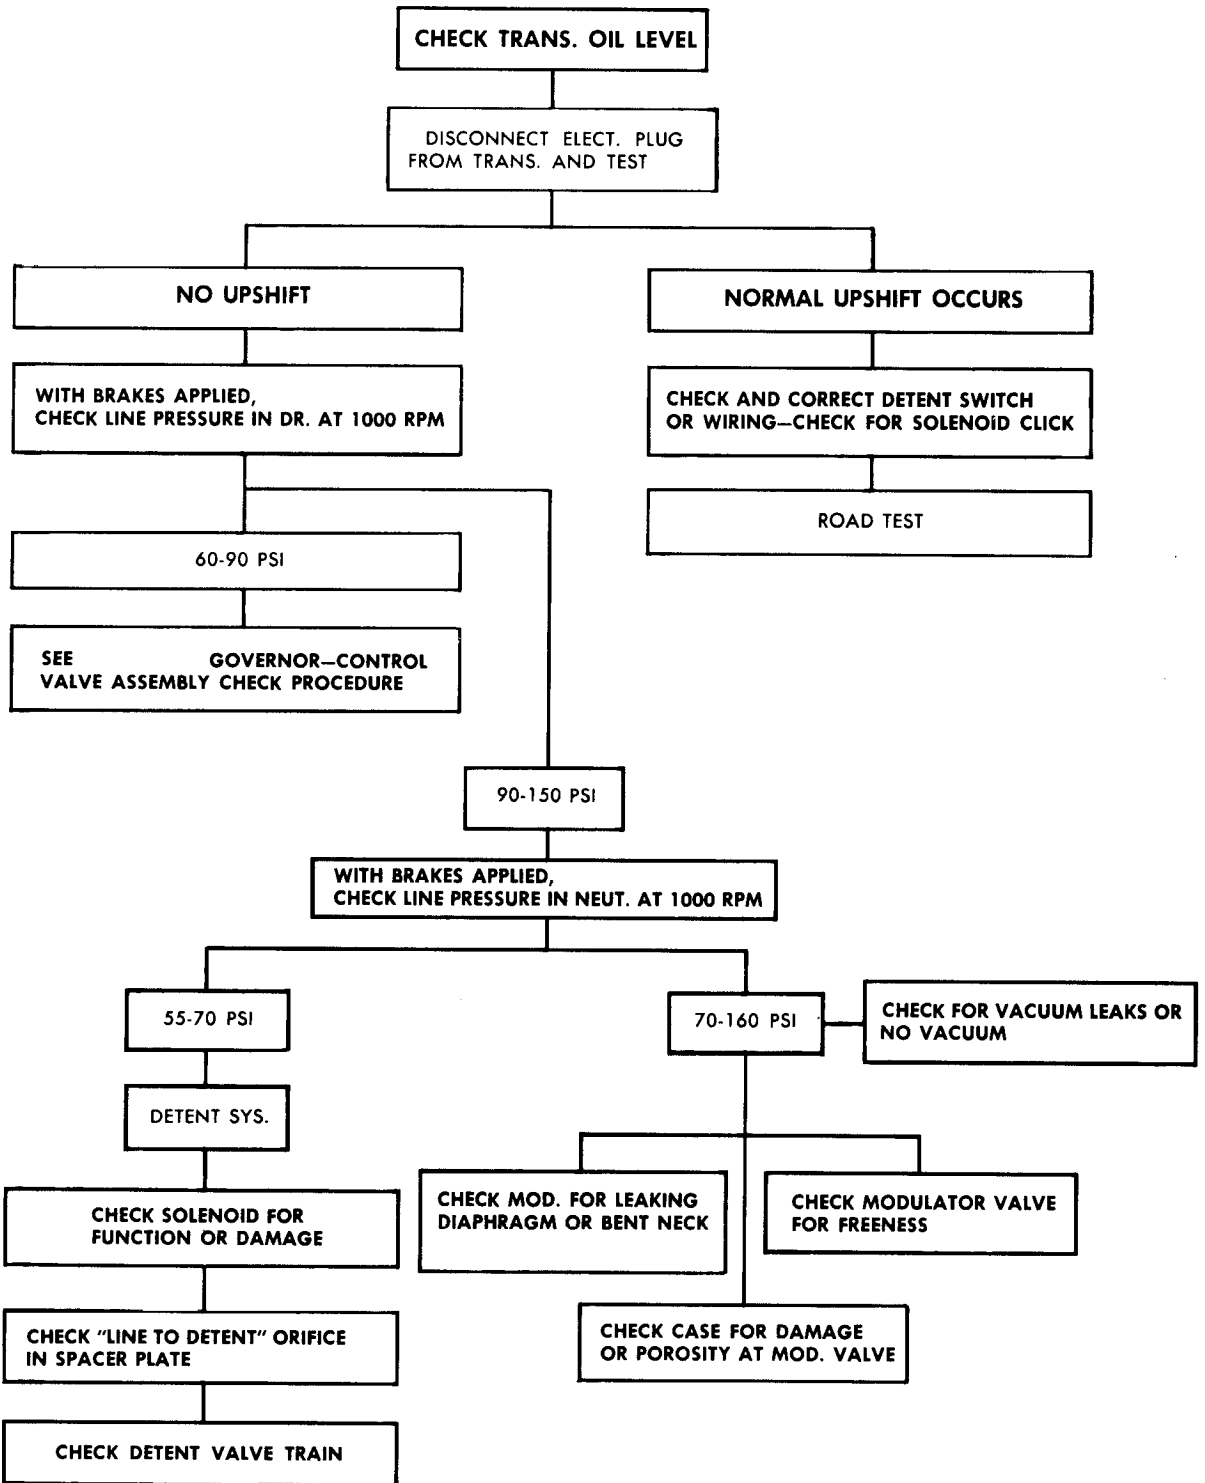 CHECK TRANS. OIL LEVEL
DISCONNECT ELECT. PLUG
FROM TRANS. AND TEST
NO UPSHIFT
NORMAL UPSHIFT OCCURS
WITH BRAKES APPLIED,
CHECK LINE PRESSURE IN DR. AT 1000 RPM
CHECK AND CORRECT DETENT SWITCH
OR WIRING—CHECK FOR SOLENOID CLICK
ROAD TEST
60-90 PSI
SEE GOVERNOR—CONTROL
VALVE ASSEMBLY CHECK PROCEDURE
90-150 PSI
WITH BRAKES APPLIED,
CHECK LINE PRESSURE IN NEUT. AT 1000 RPM
55-70 PSI
70-160 PSI
CHECK FOR VACUUM LEAKS OR
NO VACUUM
DETENT SYS.
CHECK SOLENOID FOR
FUNCTION OR DAMAGE
CHECK MOD. FOR LEAKING
DIAPHRAGM OR BENT NECK
CHECK MODULATOR VALVE
FOR FREENESS
CHECK "LINE TO DETENT" ORIFICE
IN SPACER PLATE
CHECK CASE FOR DAMAGE
OR POROSITY AT MOD. VALVE
CHECK DETENT VALVE TRAIN